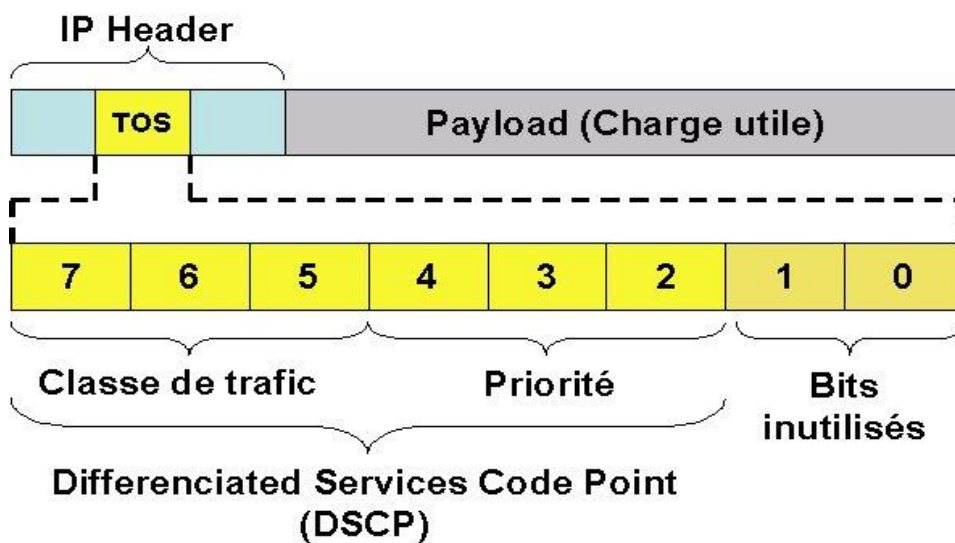 IP Header
TOS Payload (Charge utile)
7 6 5 4 3 2 1 0
Classe de trafic Priorité Bits
inutilisés
Differenciated Services Code Point
(DSCP)